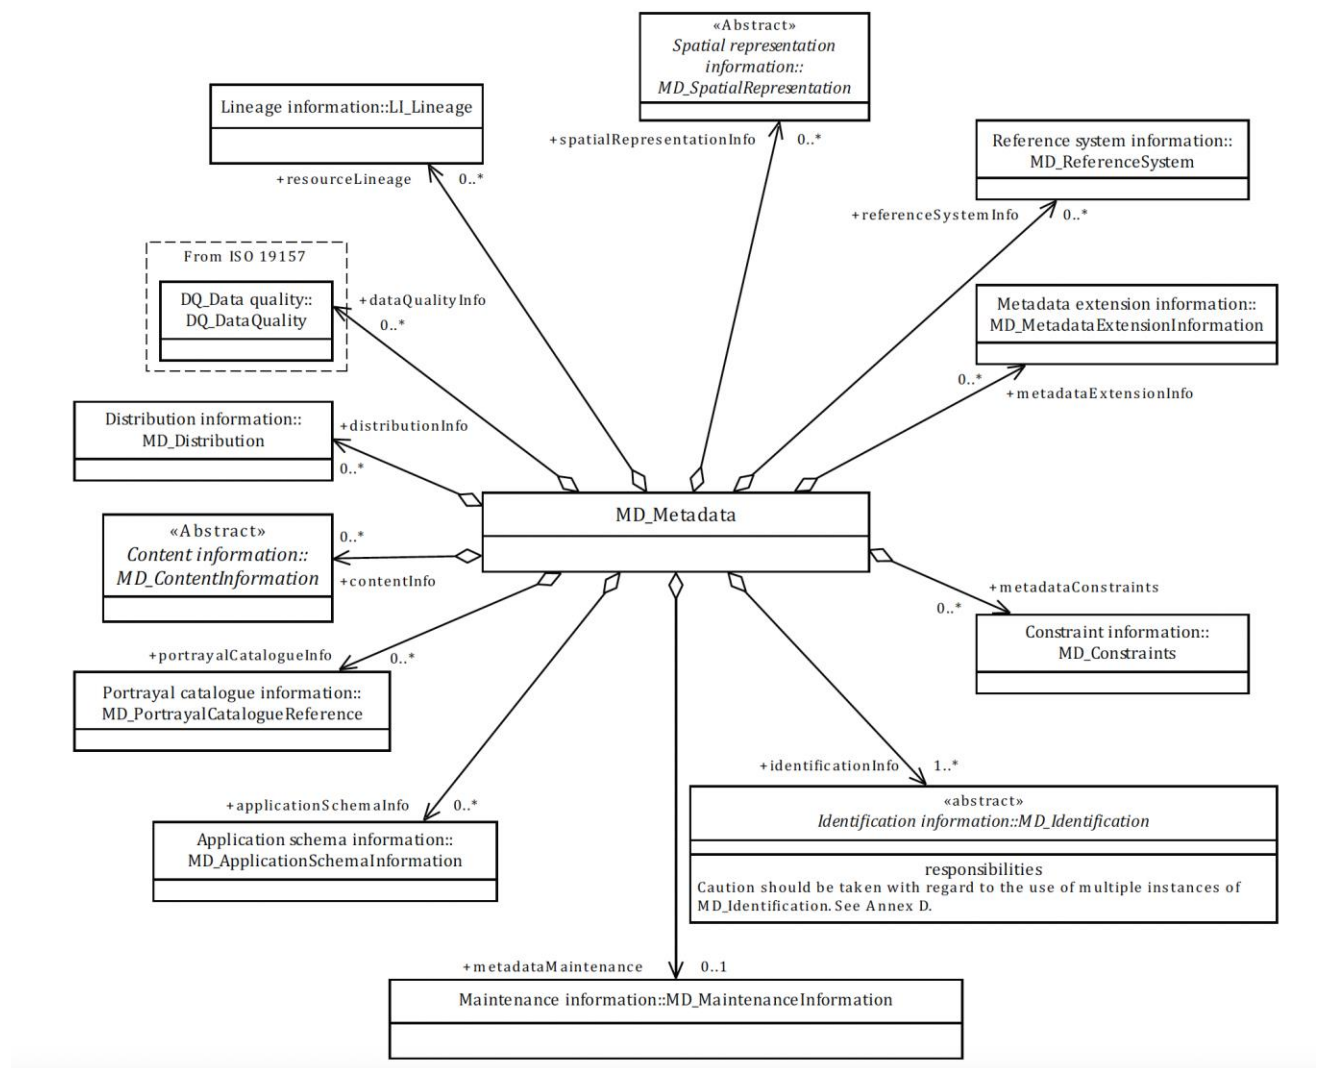 «Abstract»
Spatial representation
information::
MD_SpatialRepresentation
Lineage information::LI_Lineage
+spatialRepresentationInfo 0..*
Reference system information::
MD_ReferenceSystem
+resourceLineage 0..*
+referenceSystemInfo 0..*
From ISO 19157
DQ_Data quality::
DQ_DataQuality
+dataQualityInfo
0..*
Metadata extension information::
MD_MetadataExtensionInformation
0..*
+metadataExtensionInfo
Distribution information::
MD_Distribution
+distributionInfo
0..*
MD_Metadata
«Abstract»
Content information::
MD_ContentInformation
0..*
+contentInfo
+metadataConstraints
0..*
Constraint information::
MD_Constraints
+portrayalCatalogueInfo 0..*
Portrayal catalogue information::
MD_PortrayalCatalogueReference
+identificationInfo 1..*
«abstract»
Identification information::MD_Identification
responsibilities
Caution should be taken with regard to the use of multiple instances of
MD_Identification. See Annex D.
+applicationSchemaInfo 0..*
Application schema information::
MD_ApplicationSchemaInformation
+metadataMaintenance 0..1
Maintenance information::MD_MaintenanceInformation